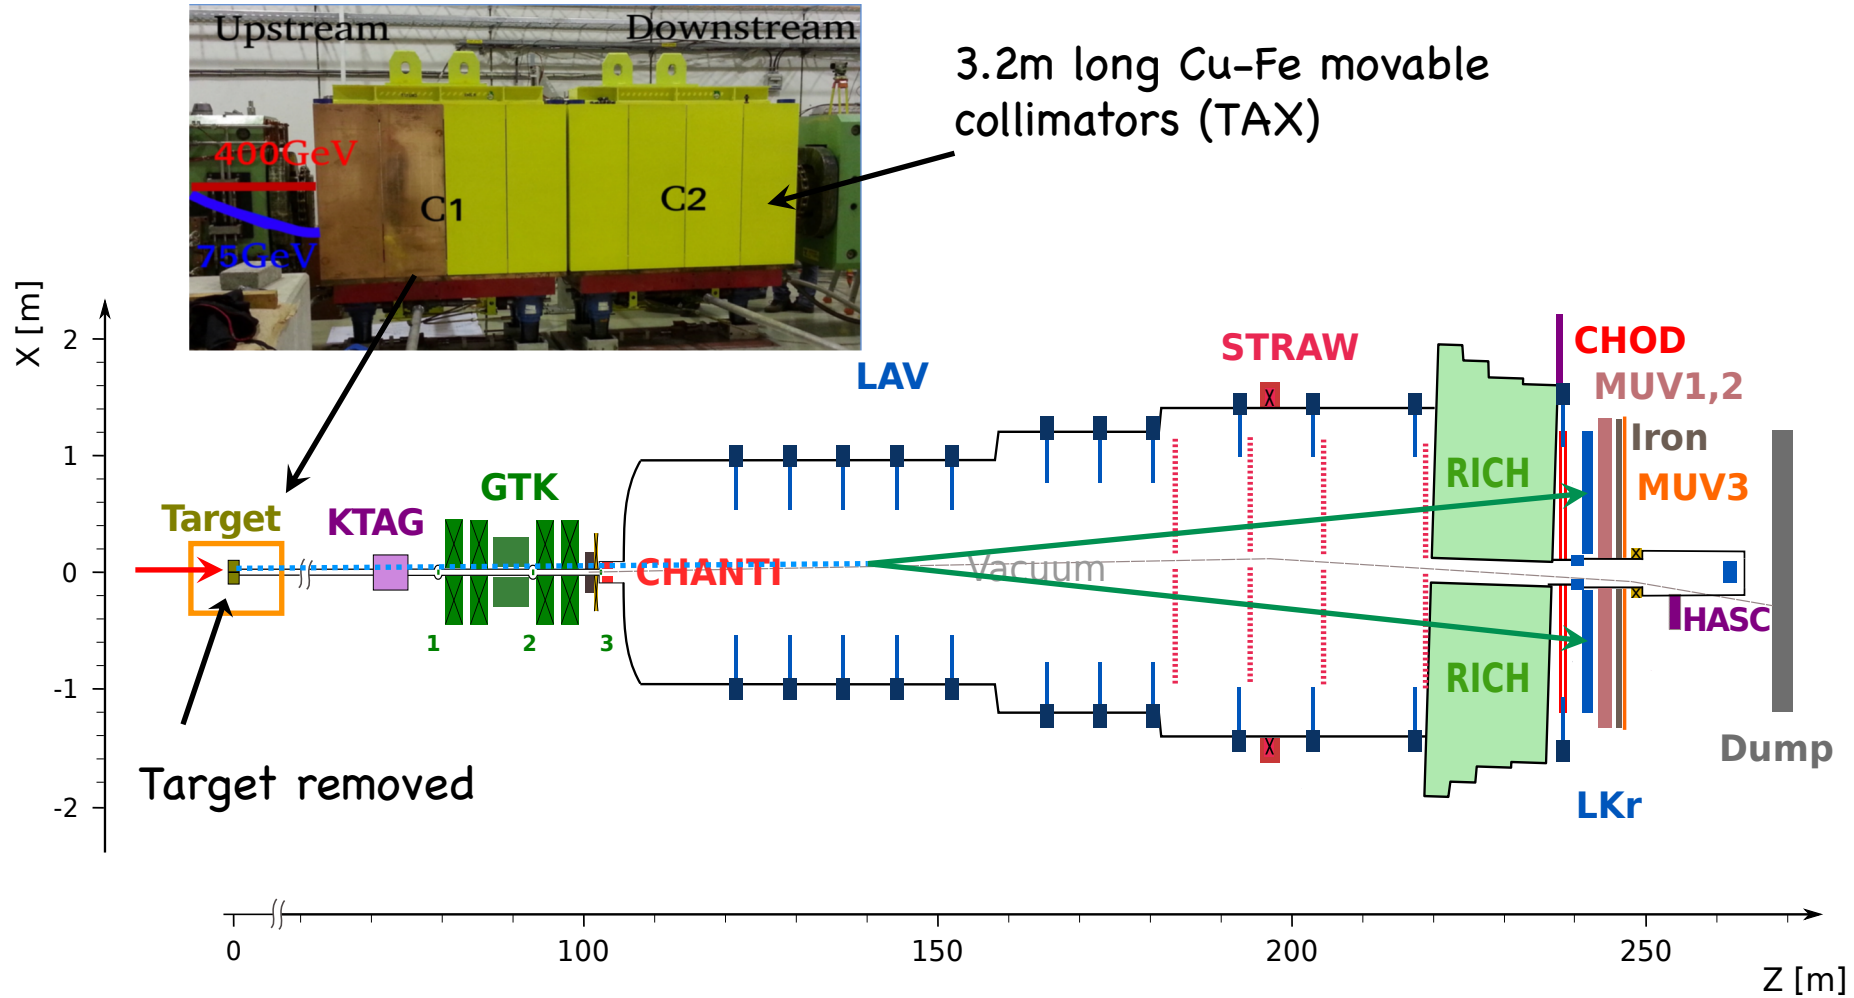 Upstream
Downstream
400GeV
75GeV
C1
C2
3.2m long Cu-Fe movable
collimators (TAX)
X [m]
2
1
0
-1
-2
Target
KTAG
GTK
1
2
3
CHANTI
LAV
Vacuum
STRAW
RICH
RICH
CHOD
MUV1,2
Iron
MUV3
HASC
Dump
LKr
Target removed
0
100
150
200
250
Z [m]